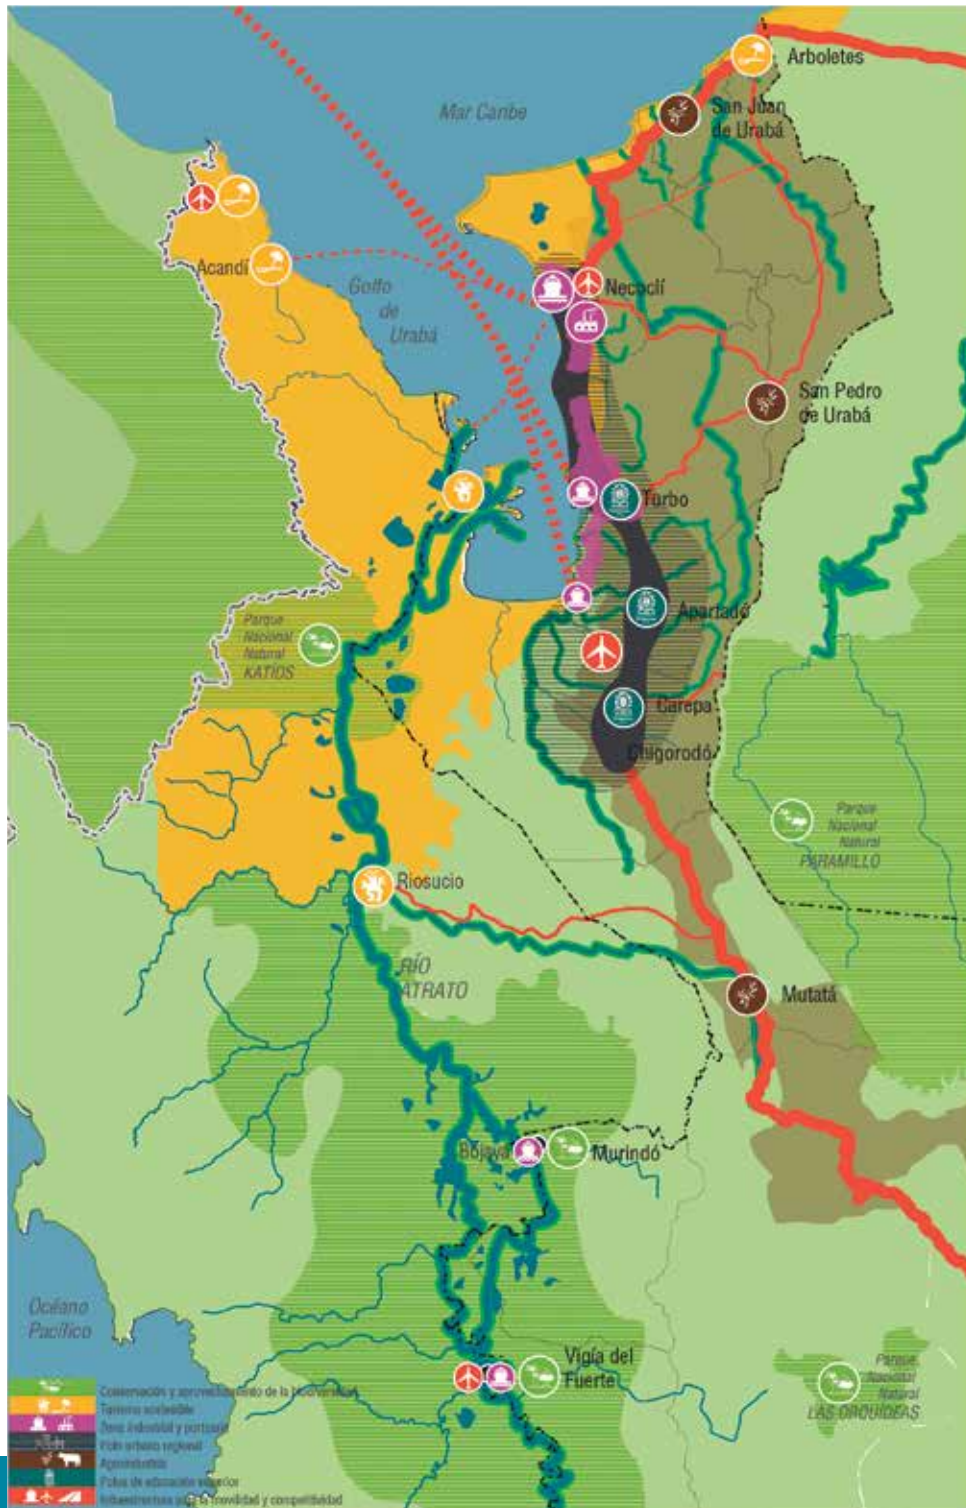 Arboletes
Mar Caribe
San Juan
de Urabá
Acandí
Golfo
de
Urabá
Necoclí
San Pedro
de Urabá
Turbo
Apartadó
Parque
Nacional
Natural
KATÍOS
Carepa
Chigorodó
Parque
Nacional
Natural
PARAMILLO
Riosucio
RÍO
ATRATO
Mutatá
Bojaya
Murindó
Océano
Pacífico
Vigía del
Fuerte
Parque
Nacional
Natural
LAS ORQUÍDEAS
Conservación y aprovechamiento de la biodiversidad
Turismo sostenible
Zona industrial y portuaria
Polo urbano regional
Agroindustria
Polos de educación superior
Infraestructura para la movilidad y competitividad